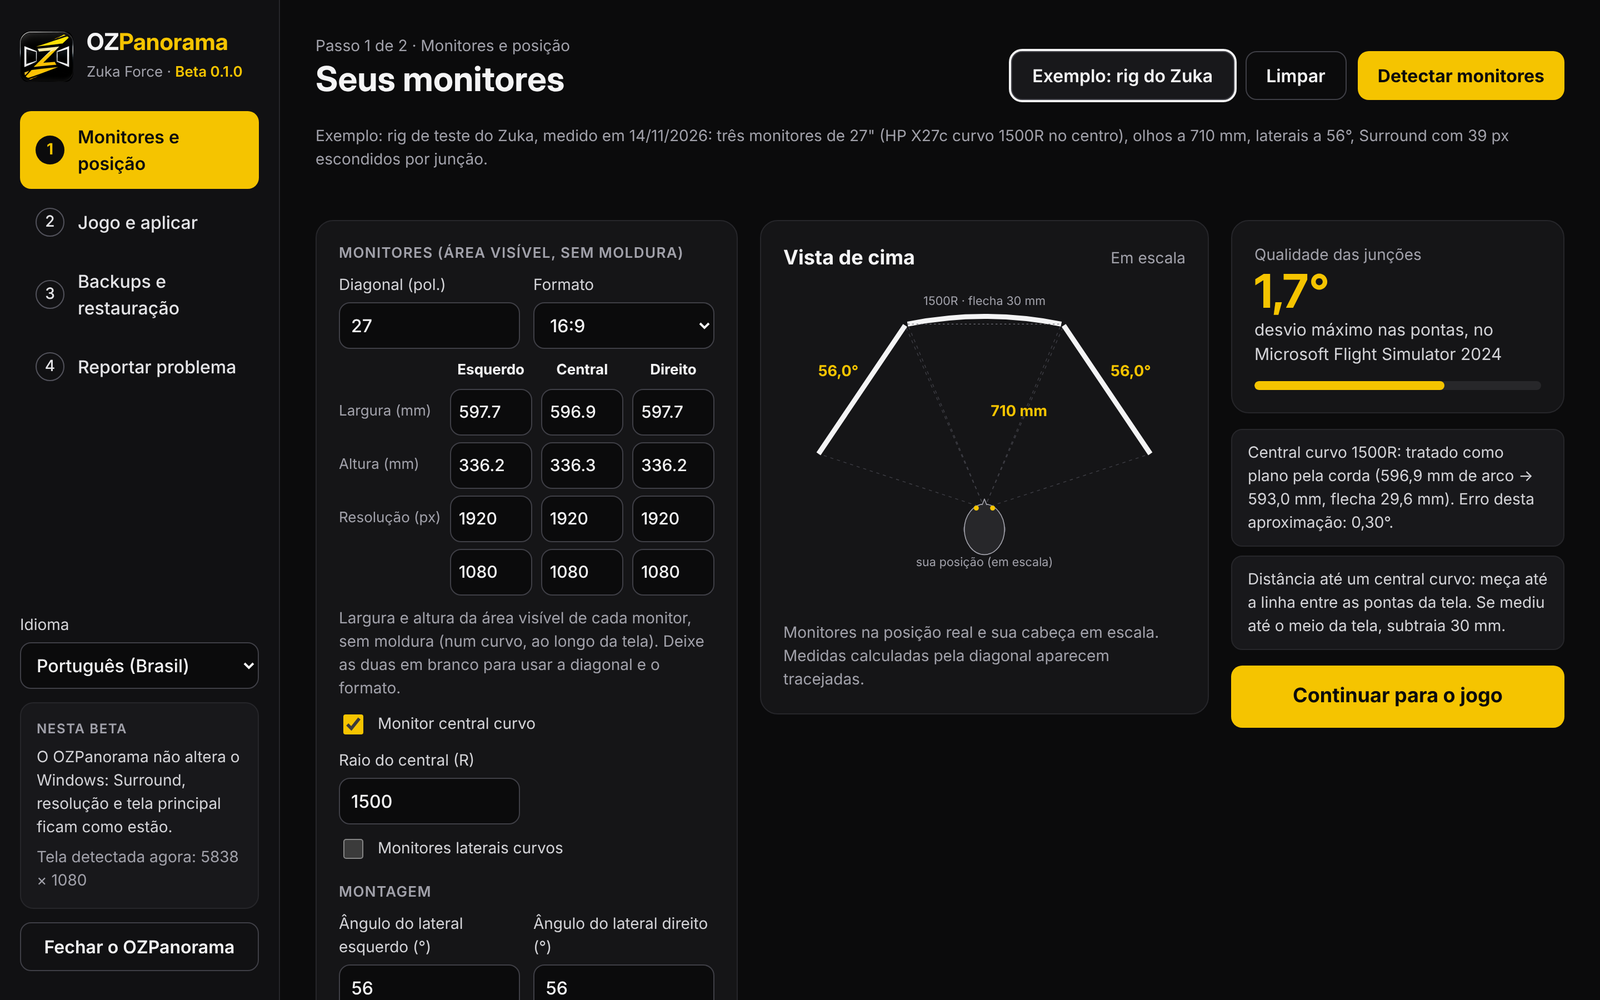 OZPanorama
Zuka Force · Beta 0.1.0
1
Monitores e
posição
2
Jogo e aplicar
3
Backups e
restauração
4
Reportar problema
Idioma
Português (Brasil)
NESTA BETA
O OZPanorama não altera o
Windows: Surround,
resolução e tela principal
ficam como estão.
Tela detectada agora: 5838
× 1080
Fechar o OZPanorama
Passo 1 de 2 · Monitores e posição
Seus monitores
Exemplo: rig do Zuka
Limpar
Detectar monitores
Exemplo: rig de teste do Zuka, medido em 14/11/2026: três monitores de 27" (HP X27c curvo 1500R no centro), olhos a 710 mm, laterais a 56°, Surround com 39 px
escondidos por junção.
MONITORES (ÁREA VISÍVEL, SEM MOLDURA)
Diagonal (pol.) Formato
27 16:9
Esquerdo Central Direito
Largura (mm) 597.7 596.9 597.7
Altura (mm) 336.2 336.3 336.2
Resolução (px) 1920 1920 1920
1080 1080 1080
Largura e altura da área visível de cada monitor,
sem moldura (num curvo, ao longo da tela). Deixe
as duas em branco para usar a diagonal e o
formato.
Monitor central curvo
Raio do central (R)
1500
Monitores laterais curvos
MONTAGEM
Ângulo do lateral
esquerdo (°)
Ângulo do lateral direito
(°)
56 56
Vista de cima
Em escala
1500R · flecha 30 mm
56,0° 56,0°
710 mm
sua posição (em escala)
Monitores na posição real e sua cabeça em escala.
Medidas calculadas pela diagonal aparecem
tracejadas.
Qualidade das junções
1,7°
desvio máximo nas pontas, no
Microsoft Flight Simulator 2024
Central curvo 1500R: tratado como
plano pela corda (596,9 mm de arco →
593,0 mm, flecha 29,6 mm). Erro desta
aproximação: 0,30°.
Distância até um central curvo: meça até
a linha entre as pontas da tela. Se mediu
até o meio da tela, subtraia 30 mm.
Continuar para o jogo